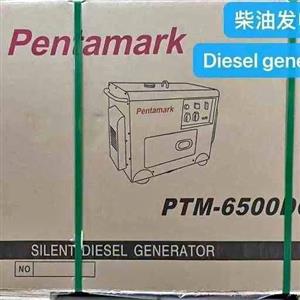 柴油发
Pentamark
Diesel gene
Pentamark
PTM-6500D
SILENT DIESEL GENERATOR
NO